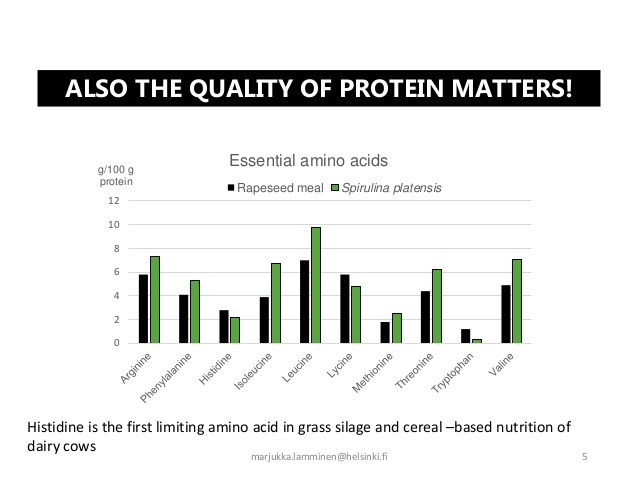 ALSO THE QUALITY OF PROTEIN MATTERS!
Essential amino acids
g/100 g
protein
Rapeseed meal
Spirulina platensis
12
10
8
6
4
2
0
Arginine
Phenylalanine
Histidine
Isoleucine
Leucine
Lycine
Methionine
Threonine
Tryptophan
Valine
Histidine is the first limiting amino acid in grass silage and cereal –based nutrition of
dairy cows
marjukka.lamminen@helsinki.fi
5